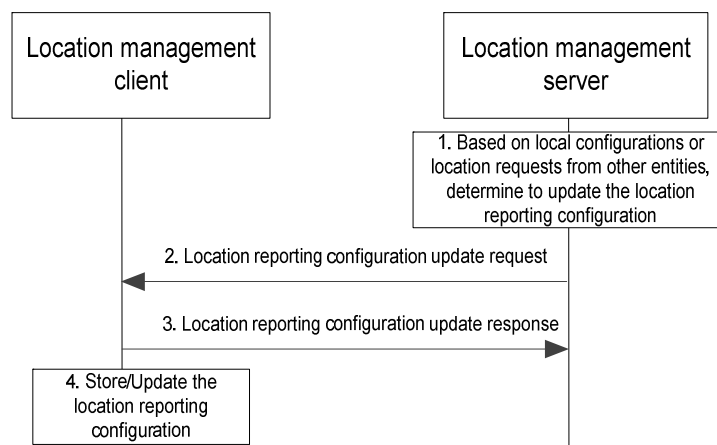 Location management
client
Location management
server
1. Based on local configurations or
location requests from other entities,
determine to update the location
reporting configuration
2. Location reporting configuration update request
3. Location reporting configuration update response
4. Store/Update the
location reporting
configuration